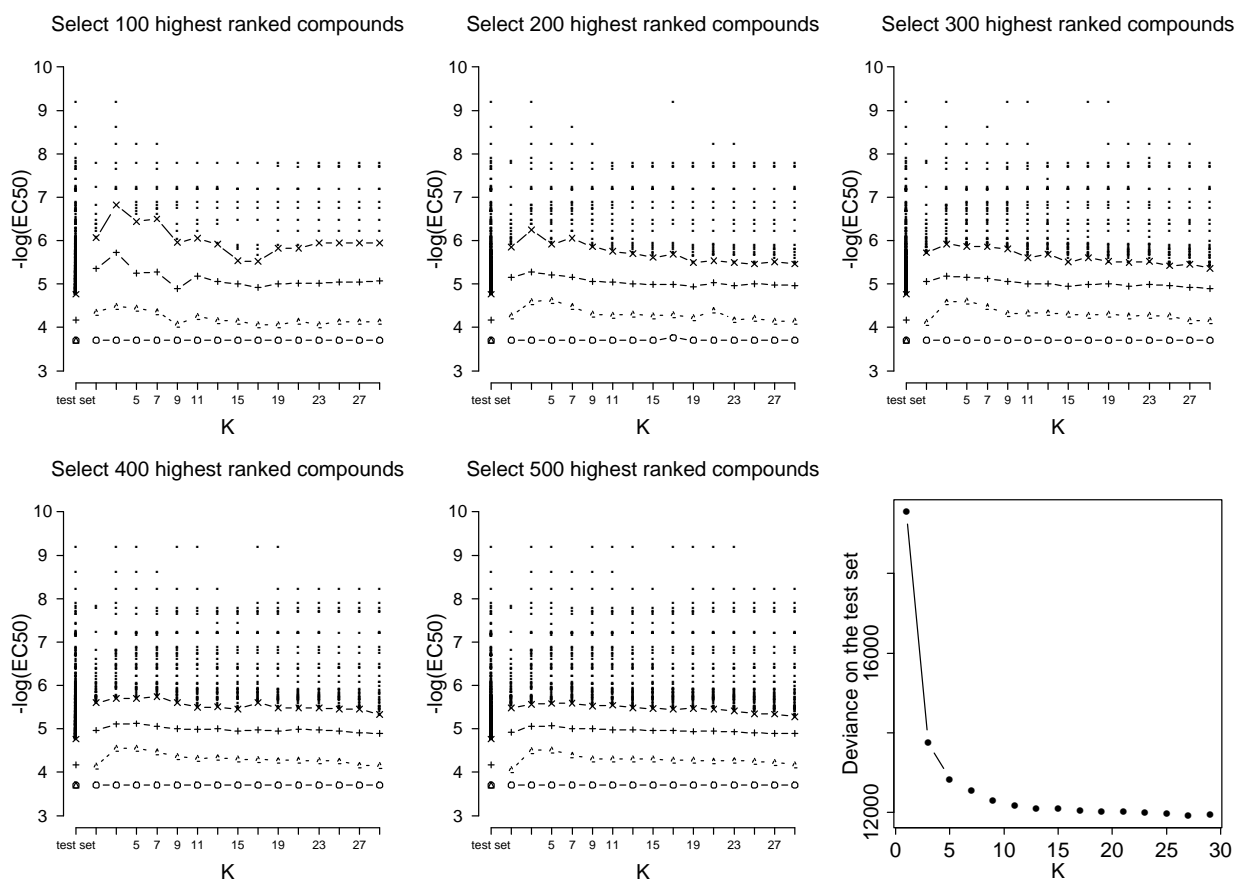 Select 100 highest ranked compounds
-log(EC50)
10
9
8
7
6
5
4
3
test set 5 7 9 11 15 19 23 27
K
Select 200 highest ranked compounds
-log(EC50)
10
9
8
7
6
5
4
3
test set 5 7 9 11 15 19 23 27
K
Select 300 highest ranked compounds
-log(EC50)
10
9
8
7
6
5
4
3
test set 5 7 9 11 15 19 23 27
K
Select 400 highest ranked compounds
-log(EC50)
10
9
8
7
6
5
4
3
test set 5 7 9 11 15 19 23 27
K
Select 500 highest ranked compounds
-log(EC50)
10
9
8
7
6
5
4
3
test set 5 7 9 11 15 19 23 27
K
Deviance on the test set
16000
12000
0 5 10 15 20 25 30
K